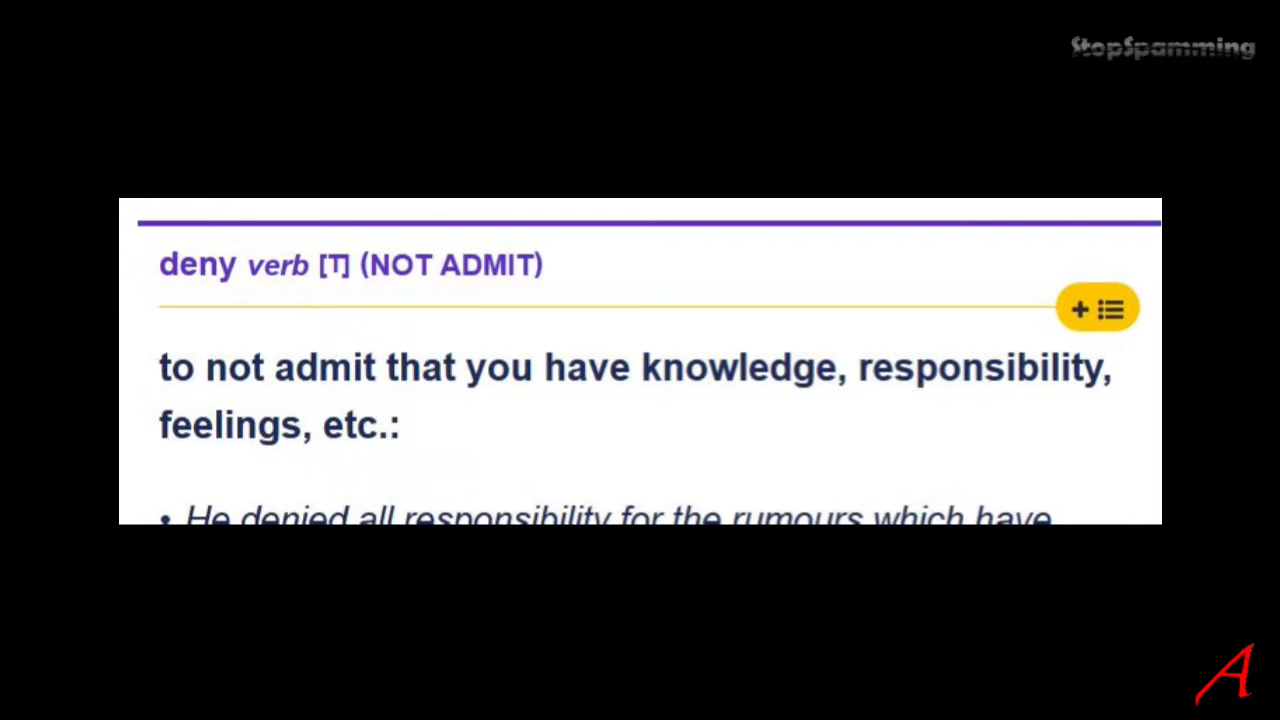 StopSpamming
deny verb [T] (NOT ADMIT)
to not admit that you have knowledge, responsibility,
feelings, etc.:
• He denied all responsibility for the rumours which have
A